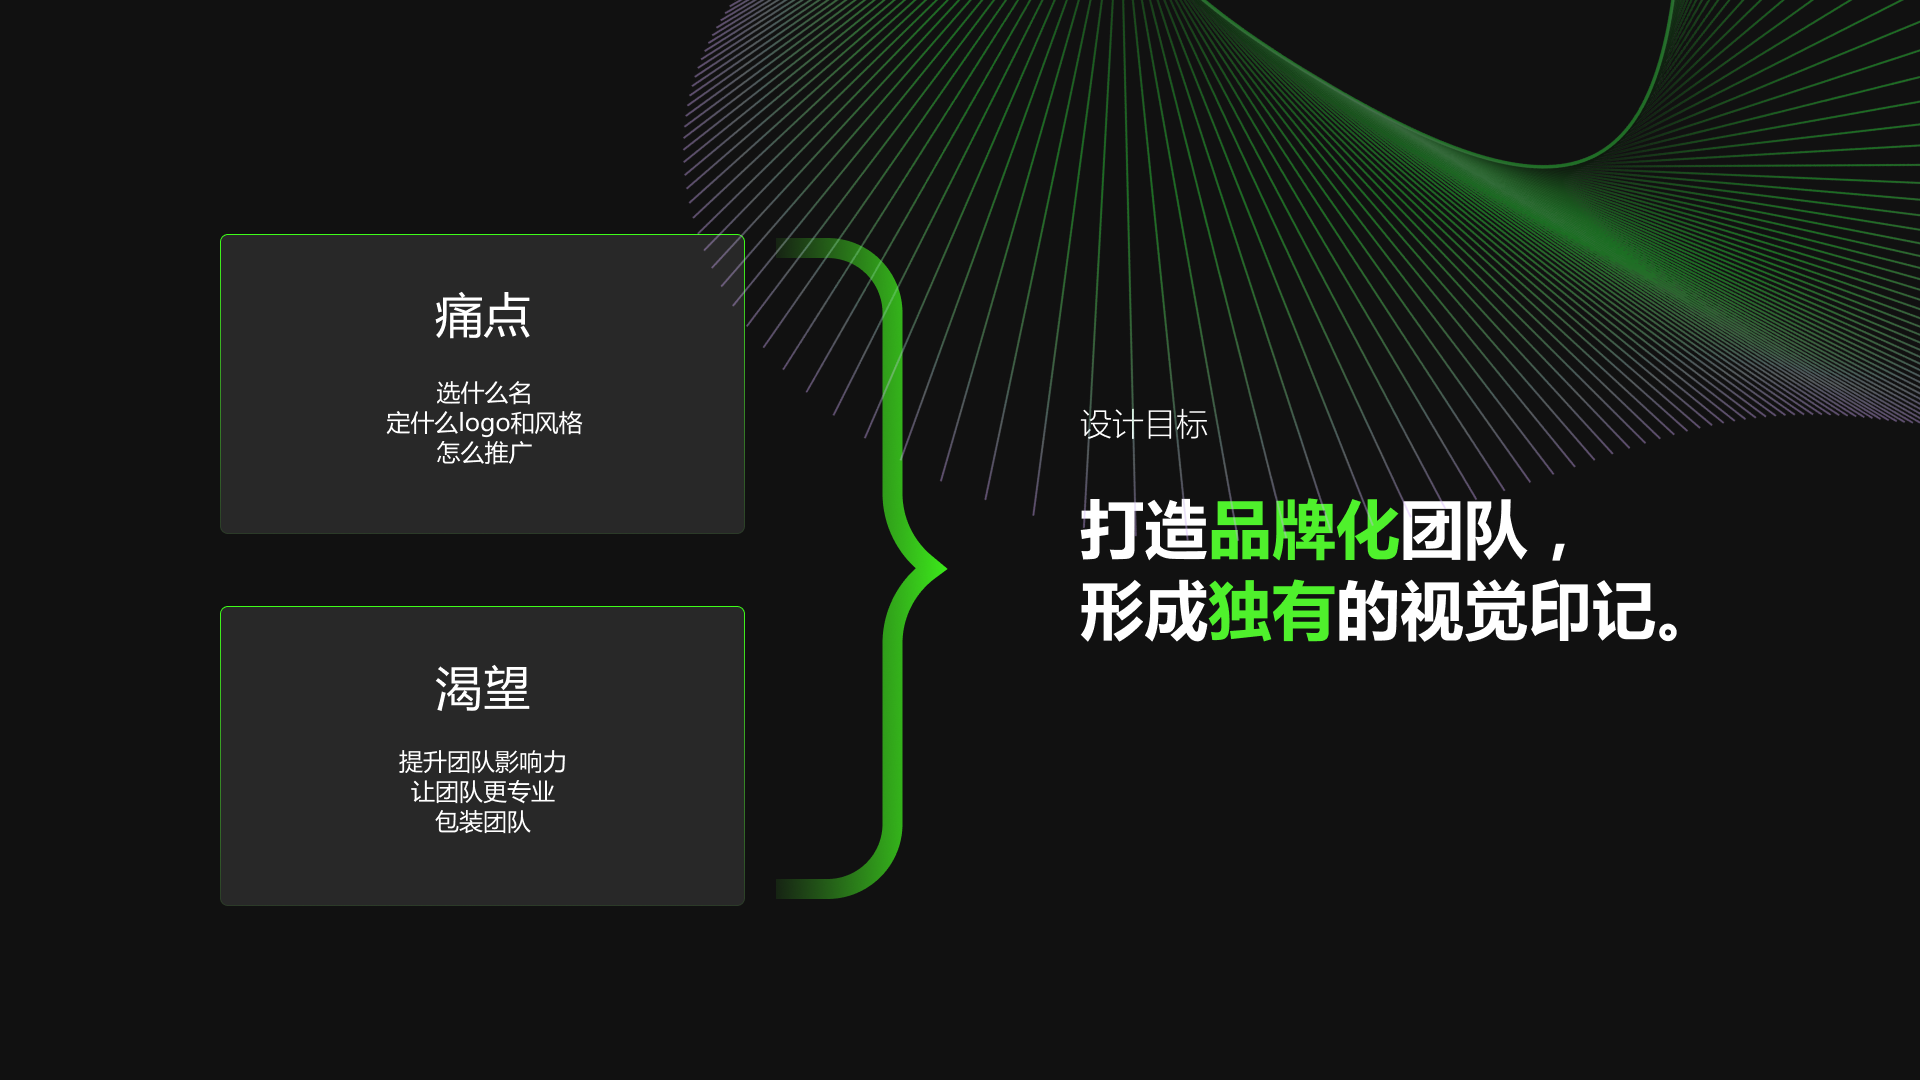 痛点
选什么名
定什么logo和风格
怎么推广
渴望
提升团队影响力
让团队更专业
包装团队
设计目标
打造品牌化团队，
形成独有的视觉印记。